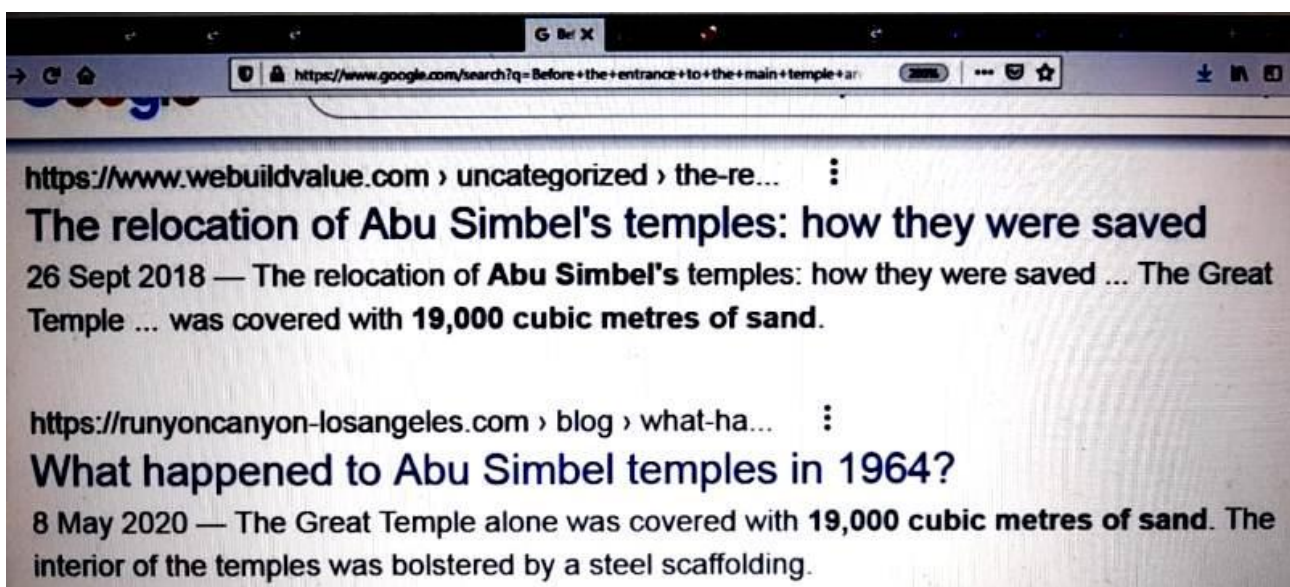 G Bef X
https://www.google.com/search?q=Before+the+entrance+to+the+main+temple+ar
200%
https://www.webuildvalue.com › uncategorized › the-re...
The relocation of Abu Simbel's temples: how they were saved
26 Sept 2018 — The relocation of Abu Simbel's temples: how they were saved ... The Great
Temple ... was covered with 19,000 cubic metres of sand.
https://runyoncanyon-losangeles.com › blog › what-ha...
What happened to Abu Simbel temples in 1964?
8 May 2020 — The Great Temple alone was covered with 19,000 cubic metres of sand. The
interior of the temples was bolstered by a steel scaffolding.